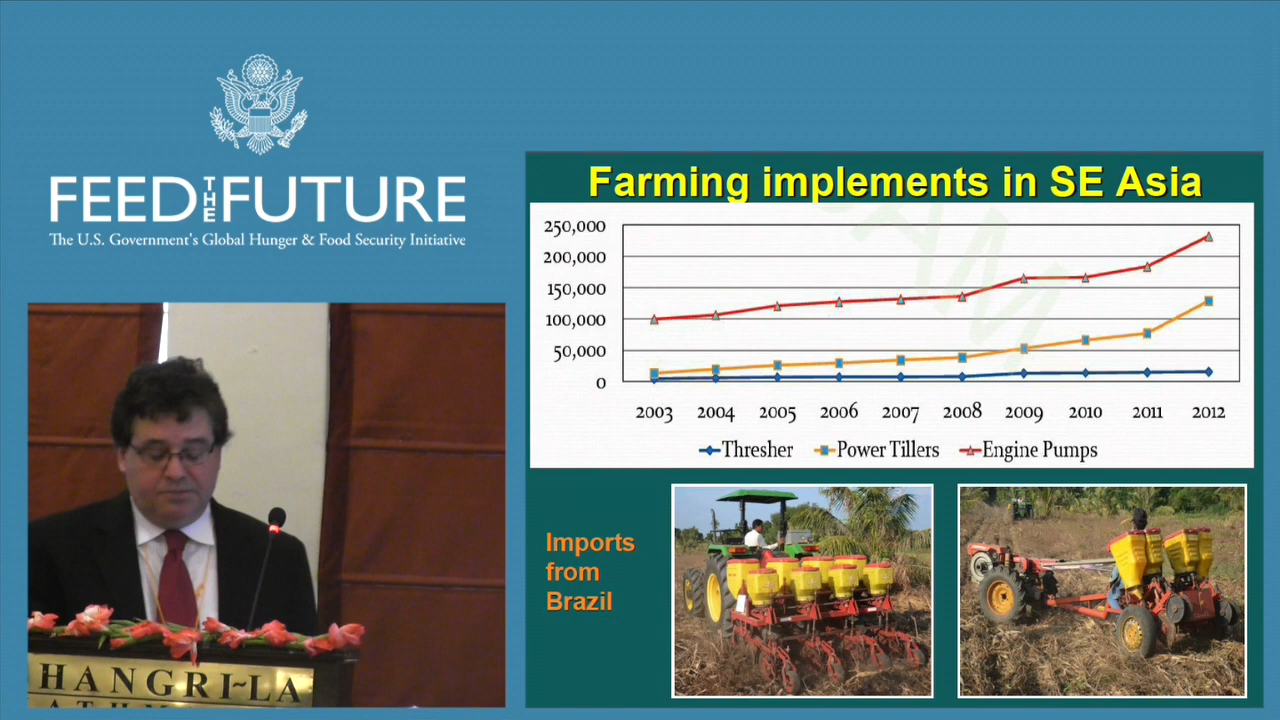 FEED THE FUTURE
The U.S. Government's Global Hunger & Food Security Initiative
HANGRI~LA
Farming implements in SE Asia
250,000
200,000
150,000
100,000
50,000
0
2003 2004 2005 2006 2007 2008 2009 2010 2011 2012
Thresher Power Tillers Engine Pumps
Imports
from
Brazil